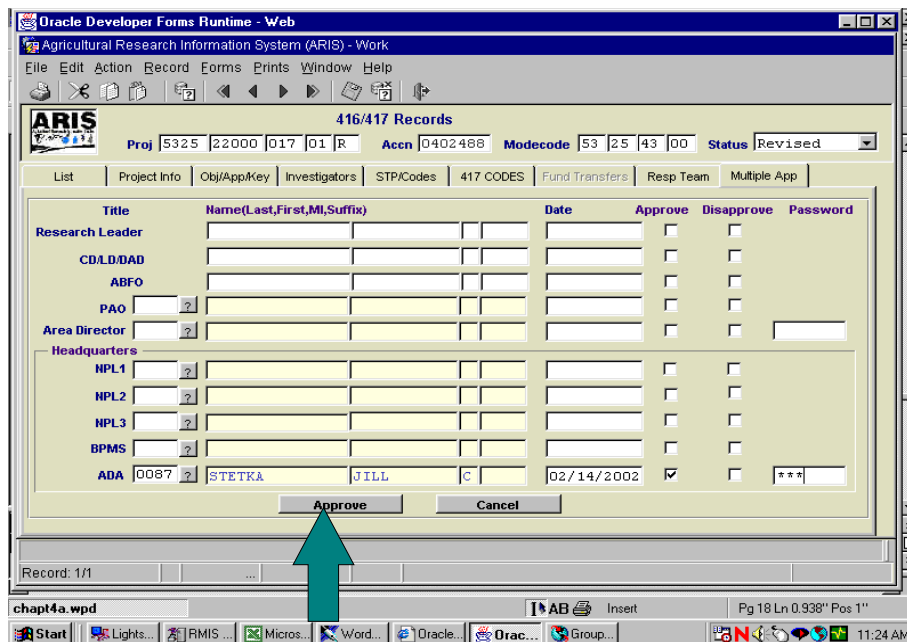 Oracle Developer Forms Runtime - Web
Agricultural Research Information System (ARIS) - Work
File Edit Action Record Forms Prints Window Help
ARIS
416/417 Records
Proj 5325 22000 017 01 R Accn 0402488 Modecode 53 25 43 00 Status Revised
List Project Info Obj/App/Key Investigators STP/Codes 417 CODES Fund Transfers Resp Team Multiple App
Title Name(Last,First,MI,Suffix) Date Approve Disapprove Password
Research Leader
CD/LD/DAD
ABFO
PAO ?
Area Director ?
Headquarters
NPL1 ?
NPL2 ?
NPL3 ?
BPMS ?
ADA 0087 ? STETKA JILL C 02/14/2002 ***
Approve Cancel
Record: 1/1 ...
chapt4a.wpd AB Insert Pg 18 Ln 0.938" Pos 1"
Start Lights... RMIS ... Micros... Word... Oracle... Orac... Group... N 11:24 AM